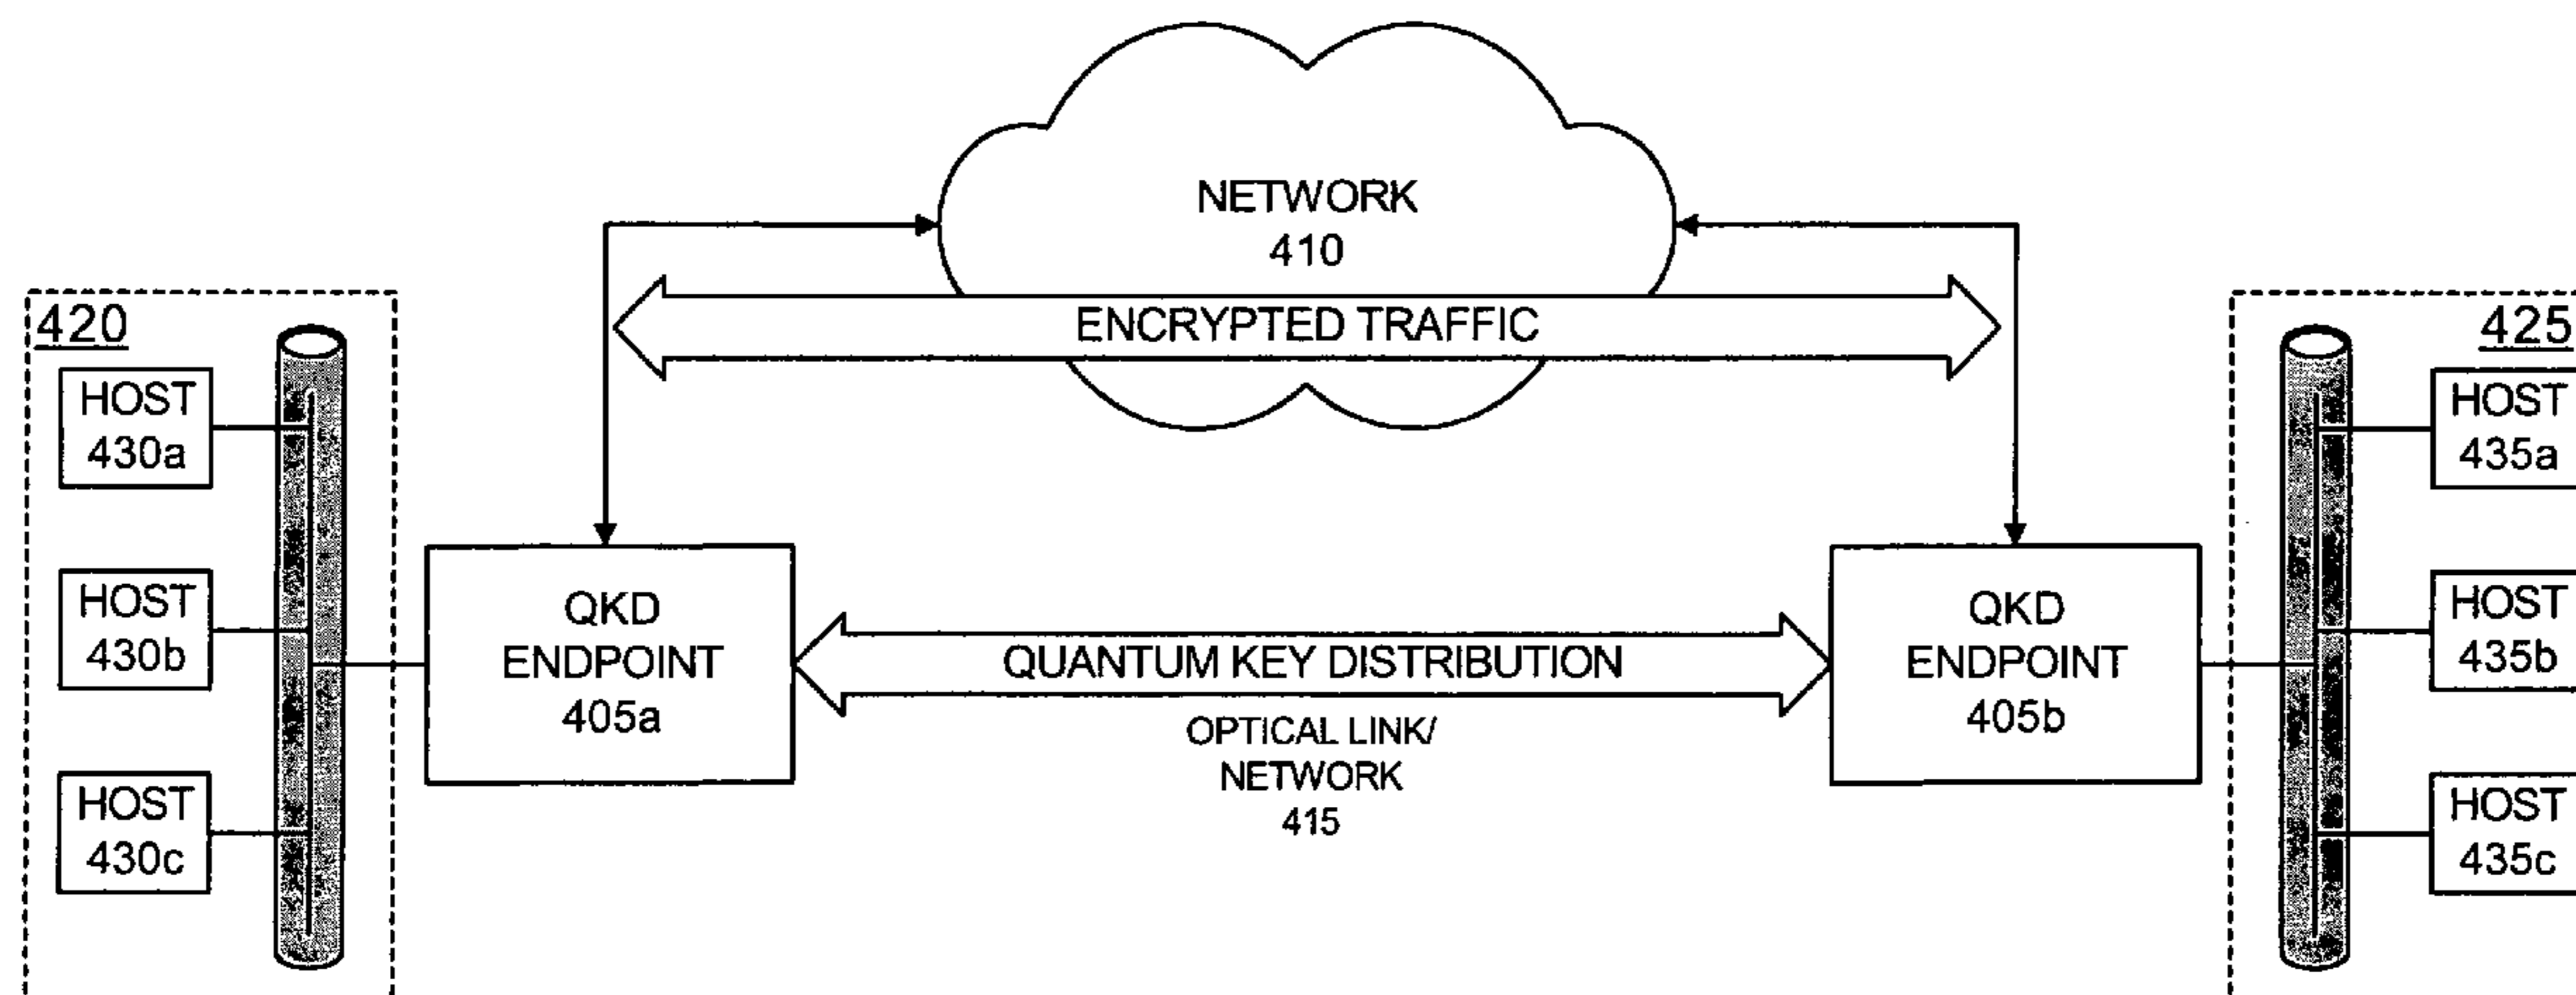 NETWORK
410
ENCRYPTED TRAFFIC
420
HOST
430a
HOST
430b
HOST
430c
QKD
ENDPOINT
405a
QUANTUM KEY DISTRIBUTION
OPTICAL LINK/
NETWORK
415
QKD
ENDPOINT
405b
425
HOST
435a
HOST
435b
HOST
435c